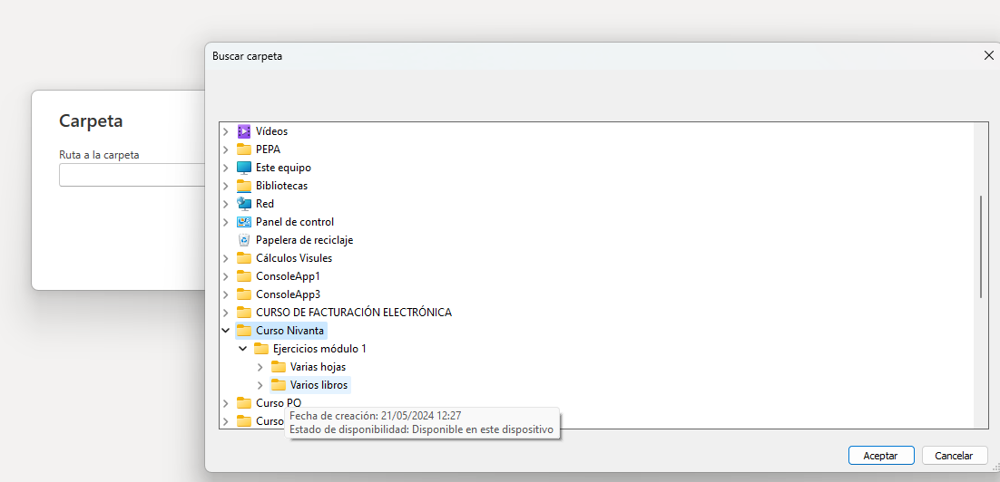 Buscar carpeta
Carpeta
Ruta a la carpeta
Vídeos
PEPA
Este equipo
Bibliotecas
Red
Panel de control
Papelera de reciclaje
Cálculos Visules
ConsoleApp1
ConsoleApp3
CURSO DE FACTURACIÓN ELECTRÓNICA
Curso Nivanta
Ejercicios módulo 1
Varias hojas
Varios libros
Curso PQ
Curso
Fecha de creación: 21/05/2024 12:27
Estado de disponibilidad: Disponible en este dispositivo
Aceptar
Cancelar